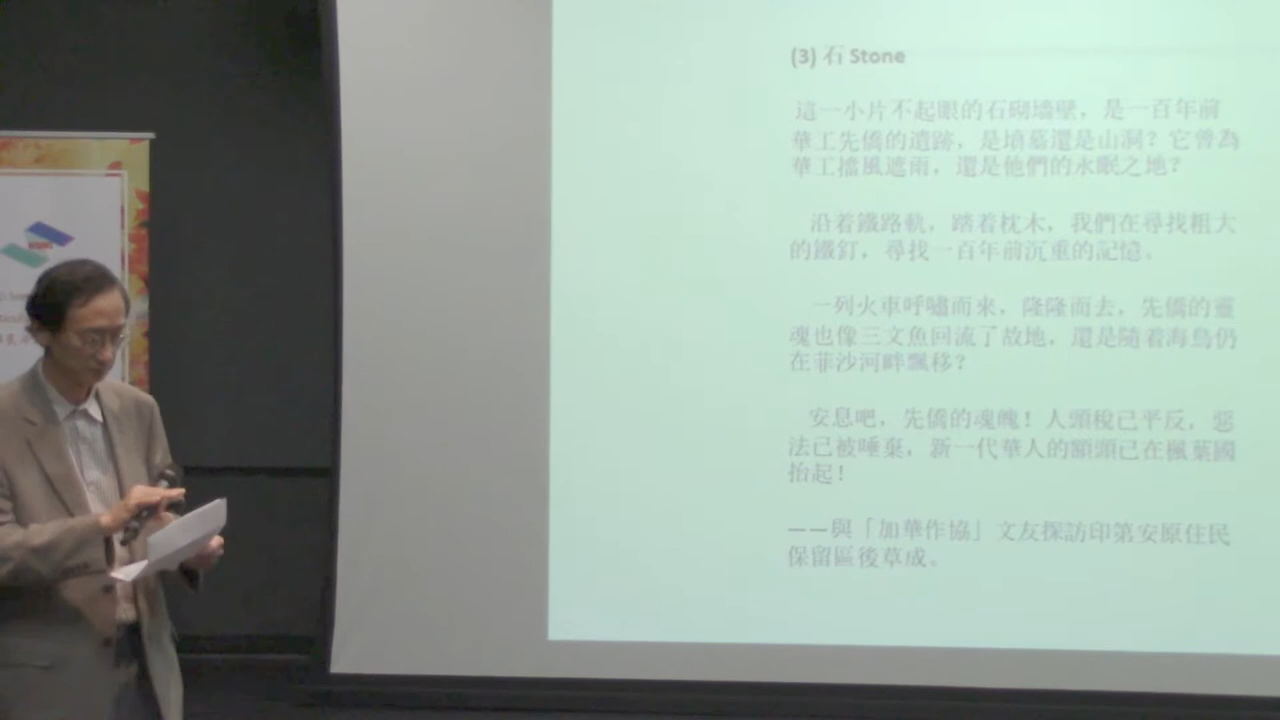 (3) 石 Stone
這一小片不起眼的石砌墻壁，是一百年前
華工先僑的遺跡，是墳墓還是山洞？它曾為
華工擋風遮雨，還是他們的永眠之地？
沿着鐵路軌，踏着枕木，我們在尋找粗大
的鐵釘，尋找一百年前沉重的記憶。
一列火車呼嘯而來，隆隆而去，先僑的靈
魂也像三文魚回流了故地，還是隨着海鳥仍
在菲沙河畔飄移？
安息吧，先僑的魂魄！人頭稅已平反，惡
法已被唾棄，新一代華人的額頭已在楓葉國
抬起！
——與「加華作協」文友探訪印第安原住民
保留區後草成。